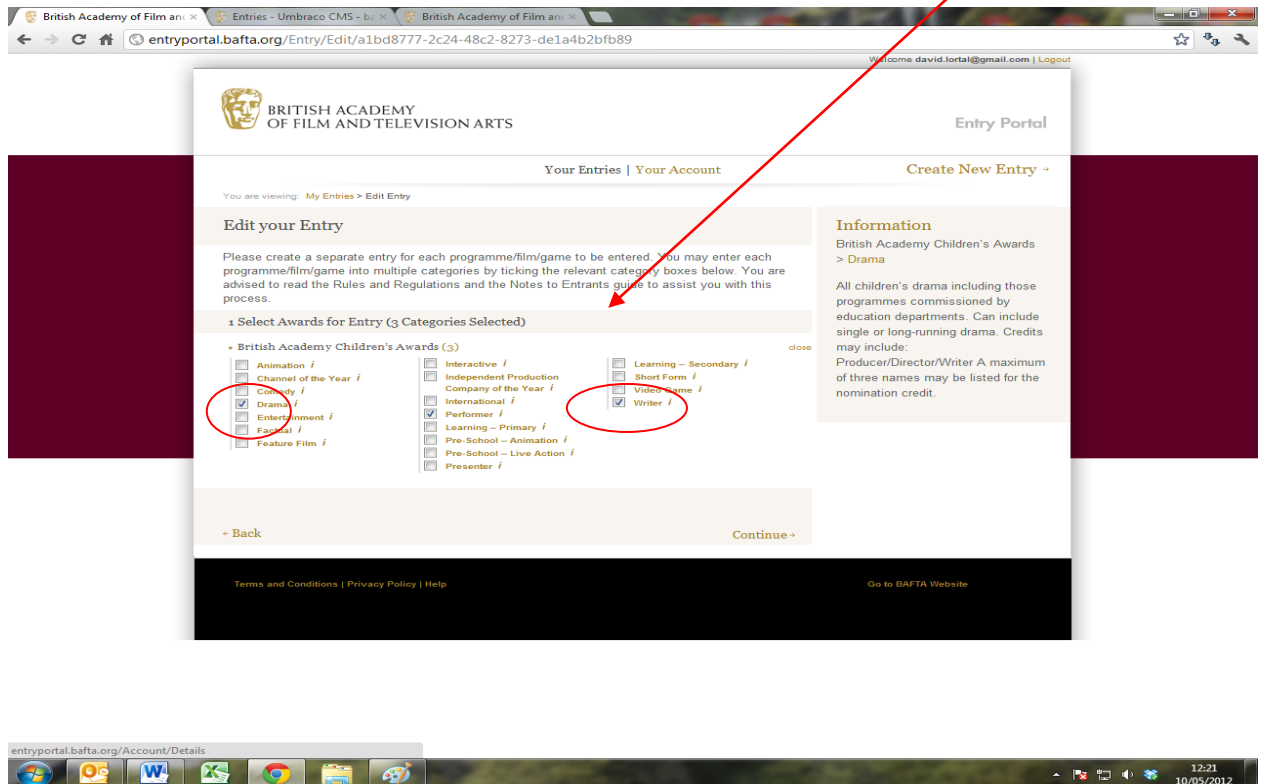 British Academy of Film an
Entries - Umbraco CMS - ba
British Academy of Film an
entryportal.bafta.org/Entry/Edit/a1bd8777-2c24-48c2-8273-de1a4b2bfb89
Welcome david.lortal@gmail.com | Logout
BRITISH ACADEMY
OF FILM AND TELEVISION ARTS
Entry Portal
Your Entries | Your Account
Create New Entry →
You are viewing: My Entries > Edit Entry
Edit your Entry
Please create a separate entry for each programme/film/game to be entered. You may enter each
programme/film/game into multiple categories by ticking the relevant category boxes below. You are
advised to read the Rules and Regulations and the Notes to Entrants guide to assist you with this
process.
1 Select Awards for Entry (3 Categories Selected)
British Academy Children's Awards (3)
close
Animation i
Channel of the Year i
Comedy i
Drama i
Entertainment i
Factual i
Feature Film i
Interactive i
Independent Production
Company of the Year i
International i
Performer i
Learning – Primary i
Pre-School – Animation i
Pre-School – Live Action i
Presenter i
Learning – Secondary i
Short Form i
Video Game i
Writer i
← Back
Continue →
Information
British Academy Children's Awards
> Drama
All children's drama including those
programmes commissioned by
education departments. Can include
single or long-running drama. Credits
may include:
Producer/Director/Writer A maximum
of three names may be listed for the
nomination credit.
Terms and Conditions | Privacy Policy | Help
Go to BAFTA Website
entryportal.bafta.org/Account/Details
12:21
10/05/2012